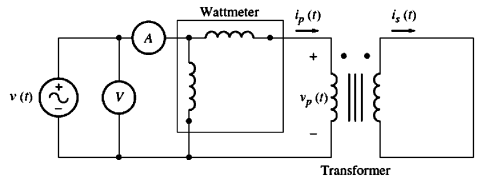 Wattmeter
i_p (t)
i_s (t)
A
+
v (t)
+
−
V
v_p (t)
−
Transformer